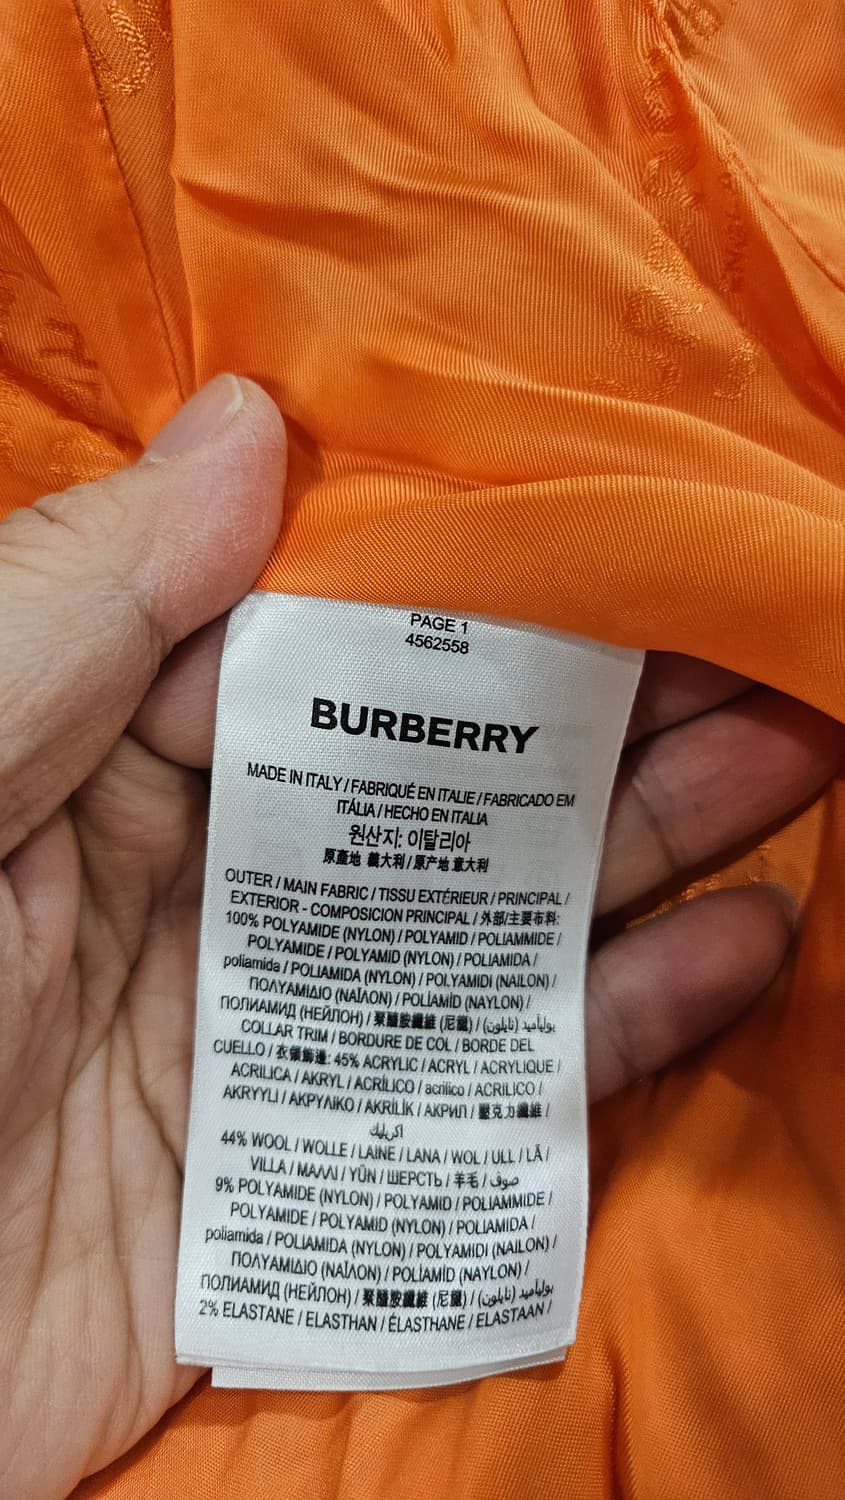 PAGE 1
4562558
BURBERRY
MADE IN ITALY / FABRIQUÉ EN ITALIE / FABRICADO EM
ITÁLIA / HECHO EN ITALIA
원산지: 이탈리아
原產地 義大利 / 原产地 意大利
OUTER / MAIN FABRIC / TISSU EXTÉRIEUR / PRINCIPAL /
EXTERIOR - COMPOSICION PRINCIPAL / 外部/主要布料:
100% POLYAMIDE (NYLON) / POLYAMID / POLIAMMIDE /
POLYAMIDE / POLYAMID (NYLON) / POLIAMIDA /
poliamida / POLIAMIDA (NYLON) / POLYAMIDI (NAILON) /
ΠΟΛΥΑΜΙΔΙΟ (ΝΑΪΛΟΝ) / POLİAMİD (NAYLON) /
ПОЛИАМИД (НЕЙЛОН) / 聚醯胺纖維 (尼龍) / بولياميد (نايلون) /
COLLAR TRIM / BORDURE DE COL / BORDE DEL
CUELLO / 衣領飾邊: 45% ACRYLIC / ACRYL / ACRYLIQUE /
ACRILICA / AKRYL / ACRÍLICO / acrílico / ACRILICO /
AKRYYLI / ΑΚΡΥΛΙΚΟ / AKRİLİK / АКРИЛ / 壓克力纖維 /
اكريليك
44% WOOL / WOLLE / LAINE / LANA / WOL / ULL / LÃ /
VILLA / ΜΑΛΛΙ / YÜN / ШЕРСТЬ / 羊毛 / صوف
9% POLYAMIDE (NYLON) / POLYAMID / POLIAMMIDE /
POLYAMIDE / POLYAMID (NYLON) / POLIAMIDA /
poliamida / POLIAMIDA (NYLON) / POLYAMIDI (NAILON) /
ΠΟΛΥΑΜΙΔΙΟ (ΝΑΪΛΟΝ) / POLİAMİD (NAYLON) /
ПОЛИАМИД (НЕЙЛОН) / 聚醯胺纖維 (尼龍) / بولياميد (نايلون) /
2% ELASTANE / ELASTHAN / ÉLASTHANE / ELASTAAN /